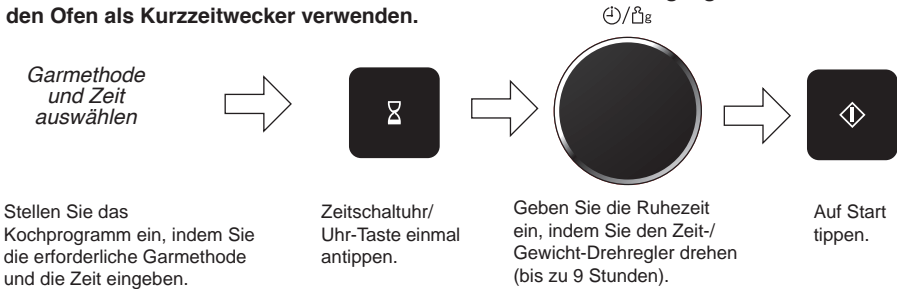 den Ofen als Kurzzeitwecker verwenden.
g
Garmethode
und Zeit
auswählen
Stellen Sie das
Kochprogramm ein, indem Sie
die erforderliche Garmethode
und die Zeit eingeben.
Zeitschaltuhr/
Uhr-Taste einmal
antippen.
Geben Sie die Ruhezeit
ein, indem Sie den Zeit-/
Gewicht-Drehregler drehen
(bis zu 9 Stunden).
Auf Start
tippen.